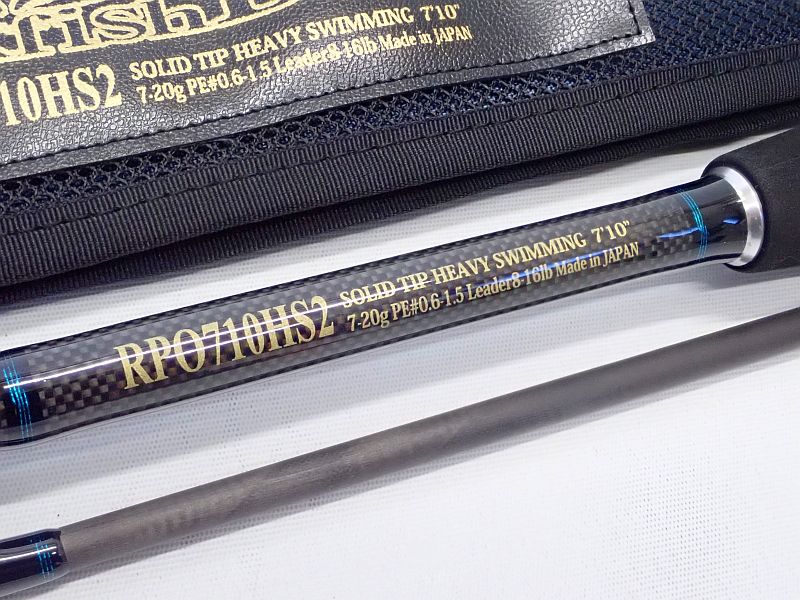 10HS2
SOLID TIP HEAVY SWIMMING 7'10"
7-20g PE#0.6-1.5 Leader8-16lb Made in JAPAN
RPO710HS2
SOLID TIP HEAVY SWIMMING 7'10"
7-20g PE#0.6-1.5 Leader8-16lb Made in JAPAN